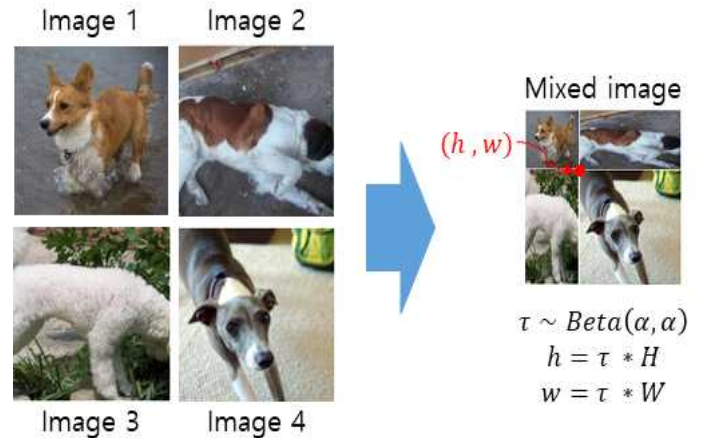 Image 1
Image 2
Image 3
Image 4
Mixed image
(h , w)
τ ~ Beta(α, α)
h = τ * H
w = τ * W